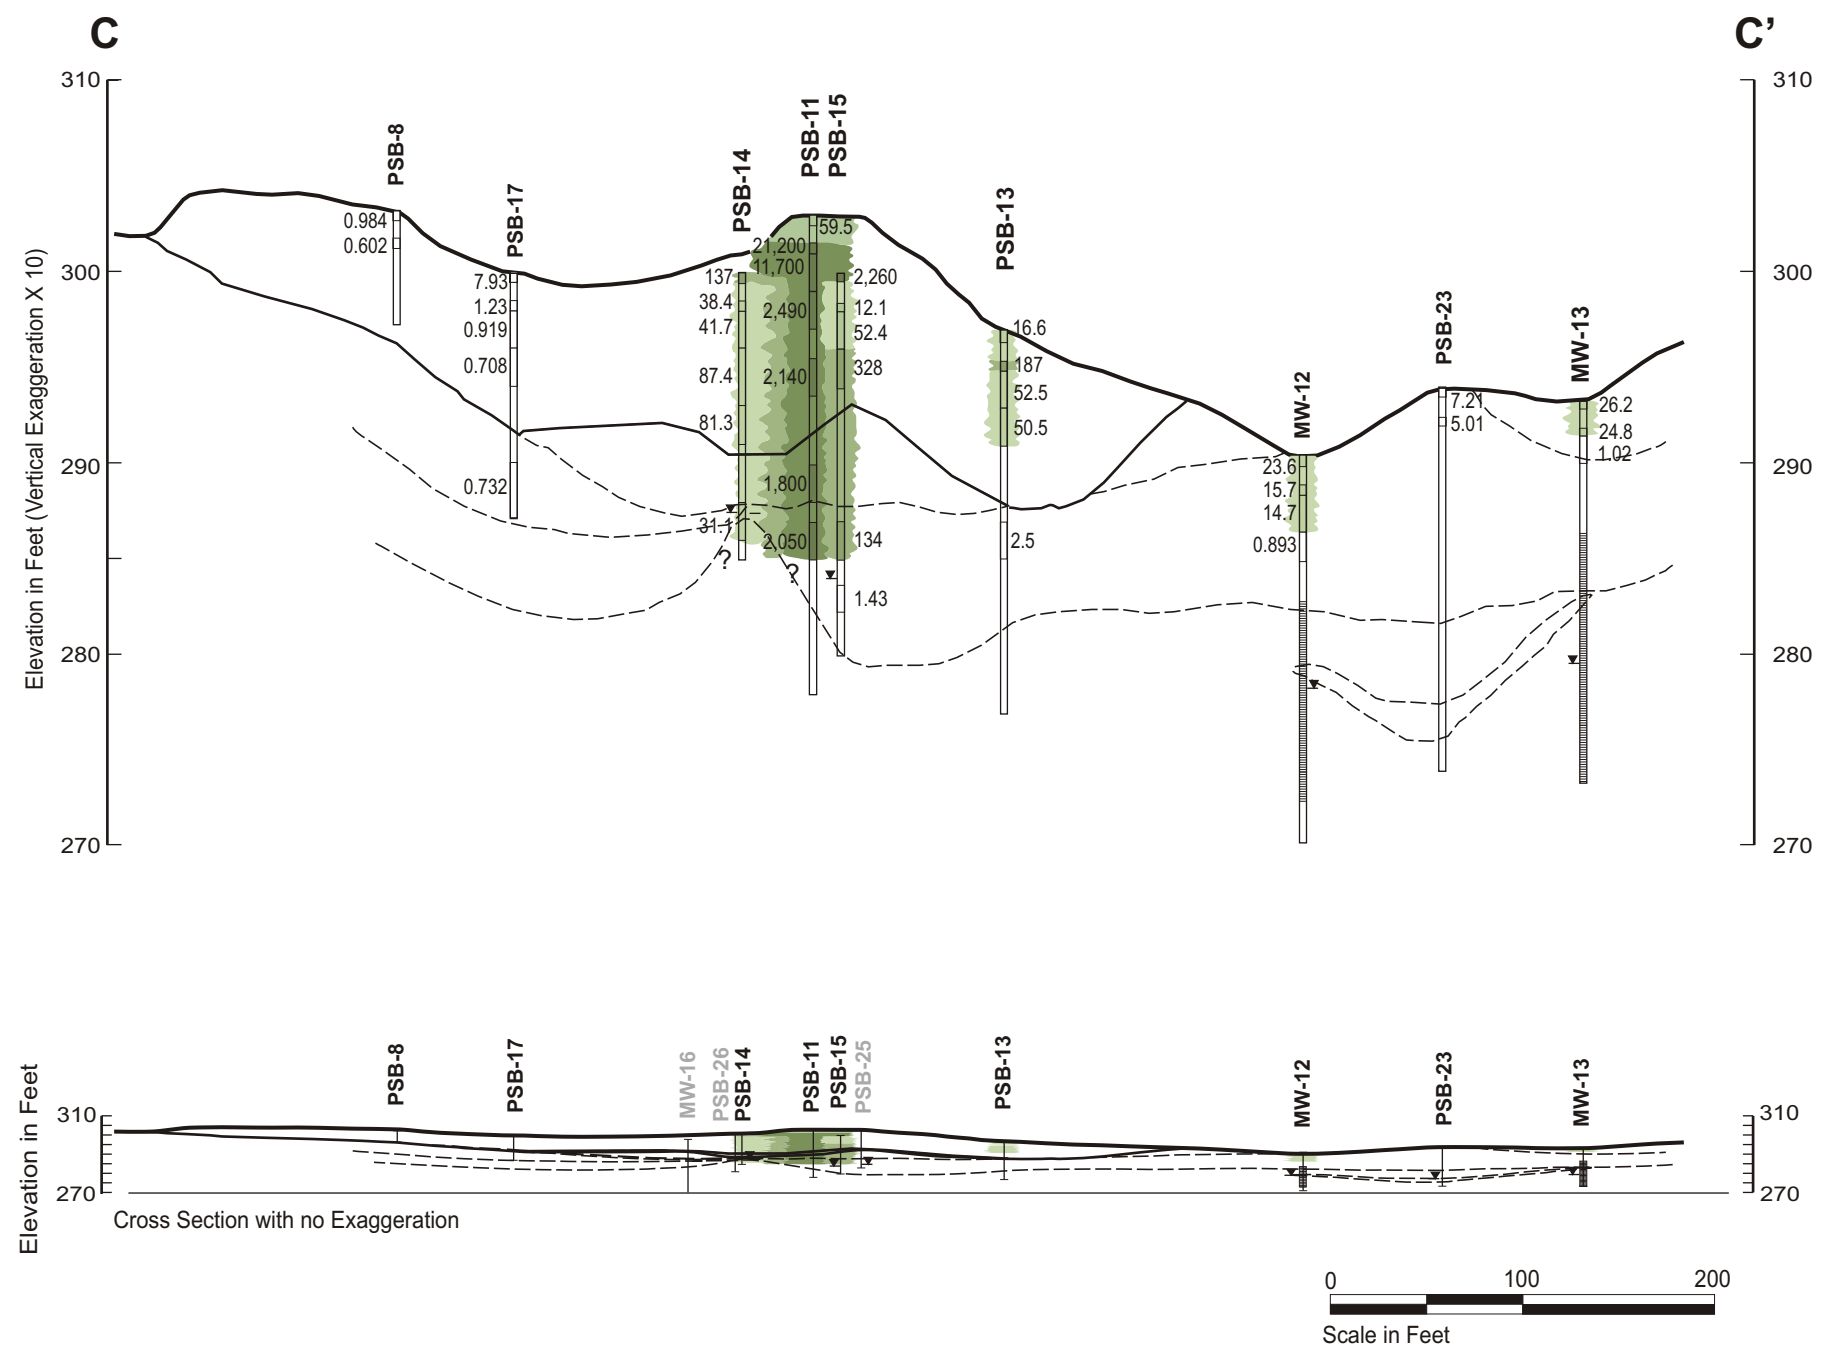 C
C'
310
300
290
280
270
310
300
290
280
270
Elevation in Feet (Vertical Exaggeration X 10)
PSB-8
0.984
0.602
PSB-17
7.93
1.23
0.919
0.708
0.732
PSB-14
137
38.4
41.7
87.4
81.3
31.1
?
PSB-11
21,200
11,700
2,490
2,140
1,800
2,050
?
PSB-15
59.5
2,260
12.1
52.4
328
134
1.43
PSB-13
16.6
187
52.5
50.5
2.5
MW-12
23.6
15.7
14.7
0.893
PSB-23
7.21
5.01
MW-13
26.2
24.8
1.02
Elevation in Feet
310
270
PSB-8
PSB-17
MW-16
PSB-26
PSB-14
PSB-11
PSB-15
PSB-25
PSB-13
MW-12
PSB-23
MW-13
310
270
Cross Section with no Exaggeration
0 100 200
Scale in Feet